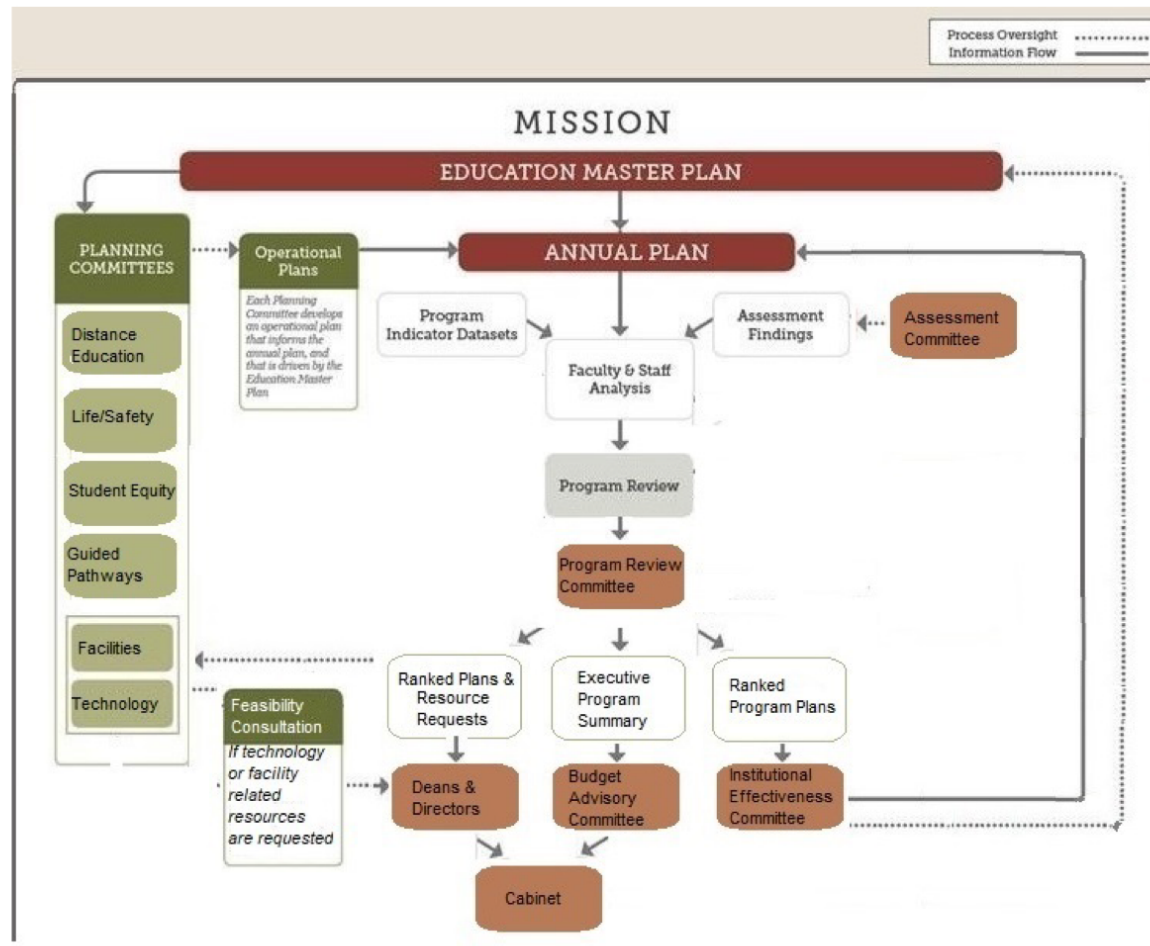 Process Oversight
Information Flow
MISSION
EDUCATION MASTER PLAN
PLANNING
COMMITTEES
Operational
Plans
Each Planning
Committee develops
an operational plan
that informs the
annual plan, and
that is driven by the
Education Master
Plan
ANNUAL PLAN
Program
Indicator Datasets
Assessment
Findings
Assessment
Committee
Faculty & Staff
Analysis
Distance
Education
Life/Safety
Student Equity
Guided
Pathways
Facilities
Technology
Program Review
Program Review
Committee
Ranked Plans &
Resource
Requests
Executive
Program
Summary
Ranked
Program Plans
Feasibility
Consultation
If technology
or facility
related
resources
are requested
Deans &
Directors
Budget
Advisory
Committee
Institutional
Effectiveness
Committee
Cabinet